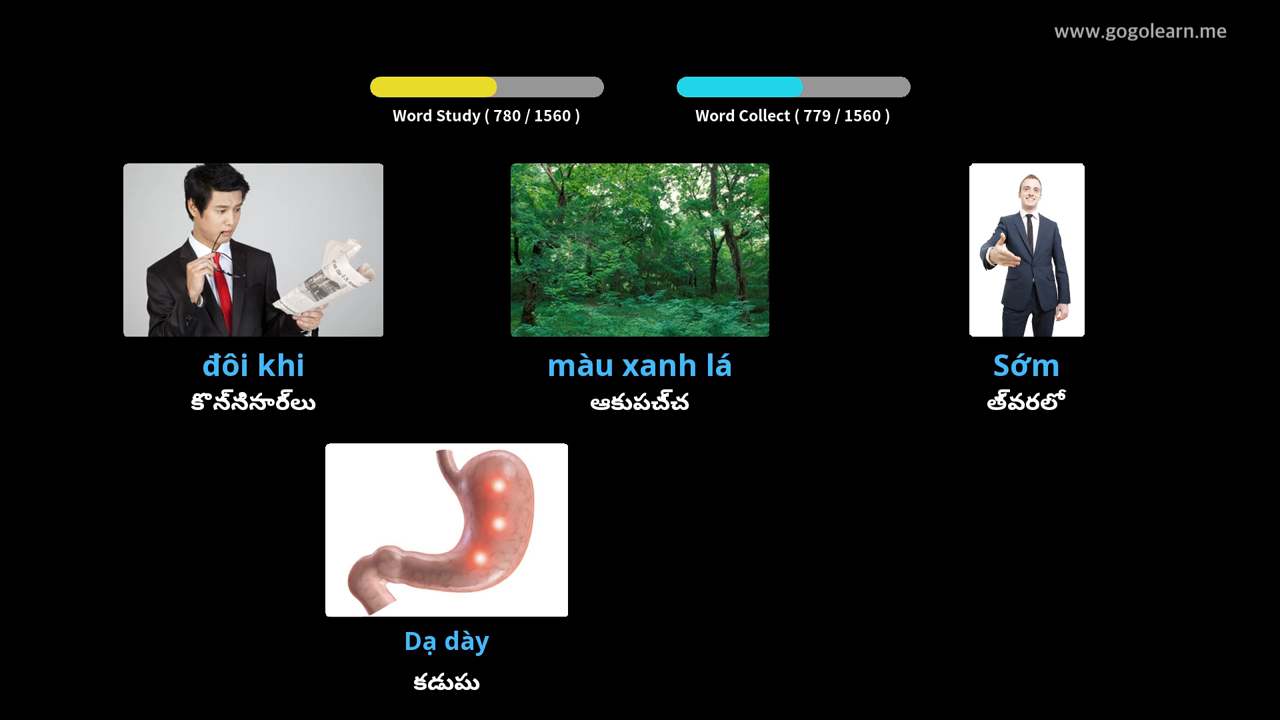 www.gogolearn.me
Word Study ( 780 / 1560 )
Word Collect ( 779 / 1560 )
đôi khi
màu xanh lá
Sớm
కొన్నిసార్లు
ఆకుపచ్చ
త్వరలో
Dạ dày
కడుపు